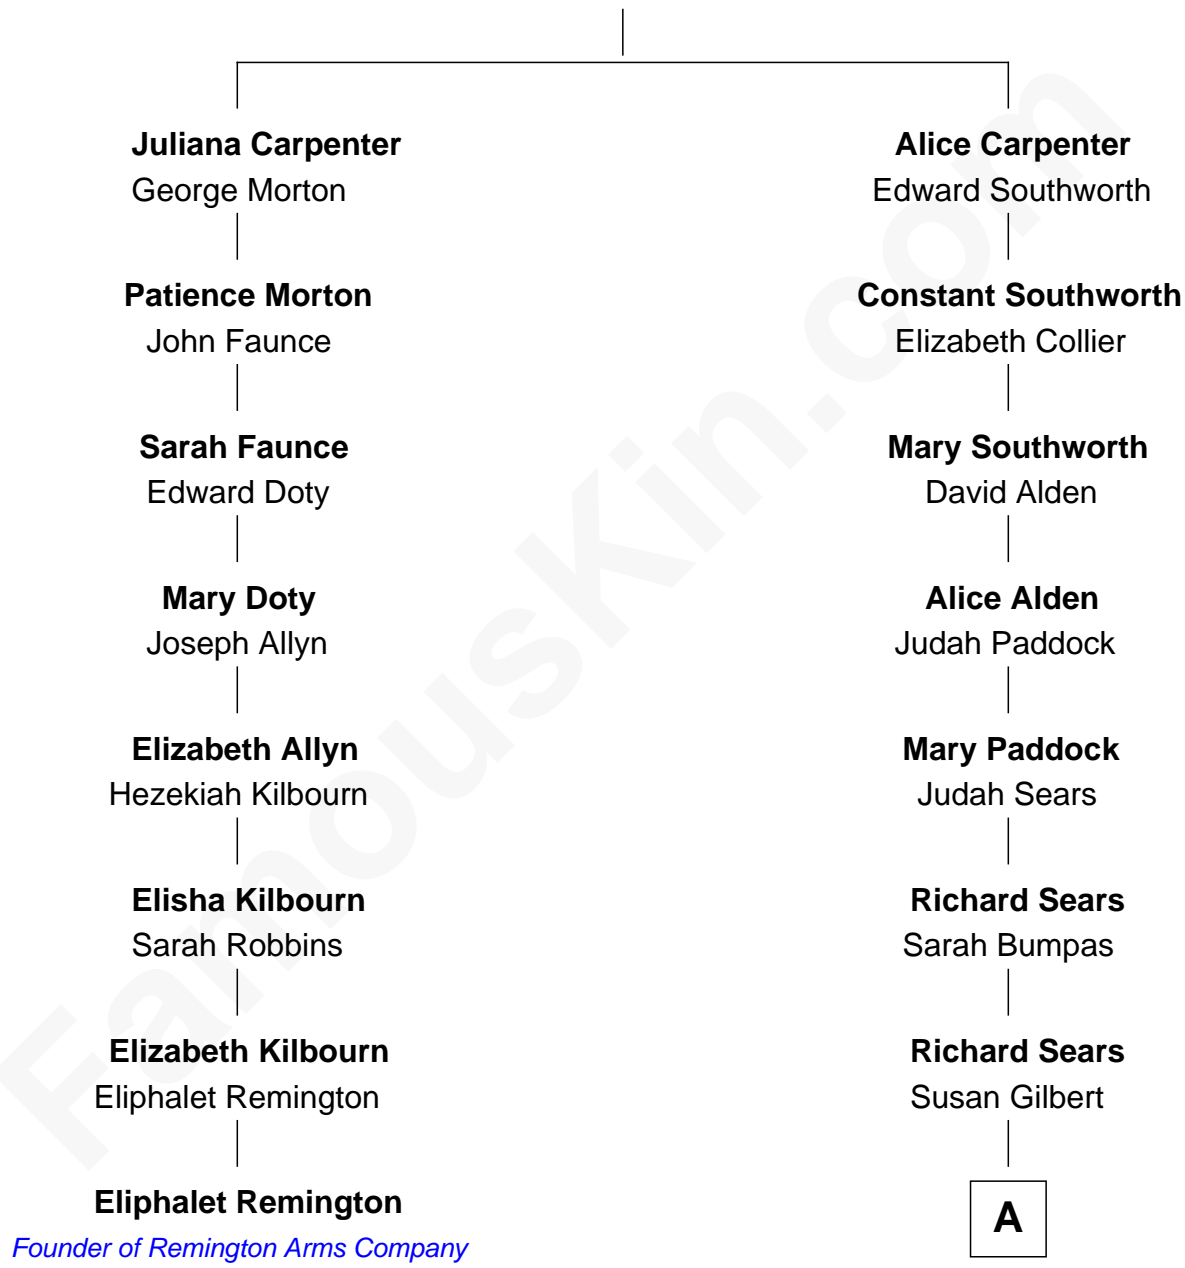 Juliana Carpenter
George Morton
Patience Morton
John Faunce
Sarah Faunce
Edward Doty
Mary Doty
Joseph Allyn
Elizabeth Allyn
Hezekiah Kilbourn
Elisha Kilbourn
Sarah Robbins
Elizabeth Kilbourn
Eliphalet Remington
Eliphalet Remington
Founder of Remington Arms Company
Alice Carpenter
Edward Southworth
Constant Southworth
Elizabeth Collier
Mary Southworth
David Alden
Alice Alden
Judah Paddock
Mary Paddock
Judah Sears
Richard Sears
Sarah Bumpas
Richard Sears
Susan Gilbert
A
FamousKin.com